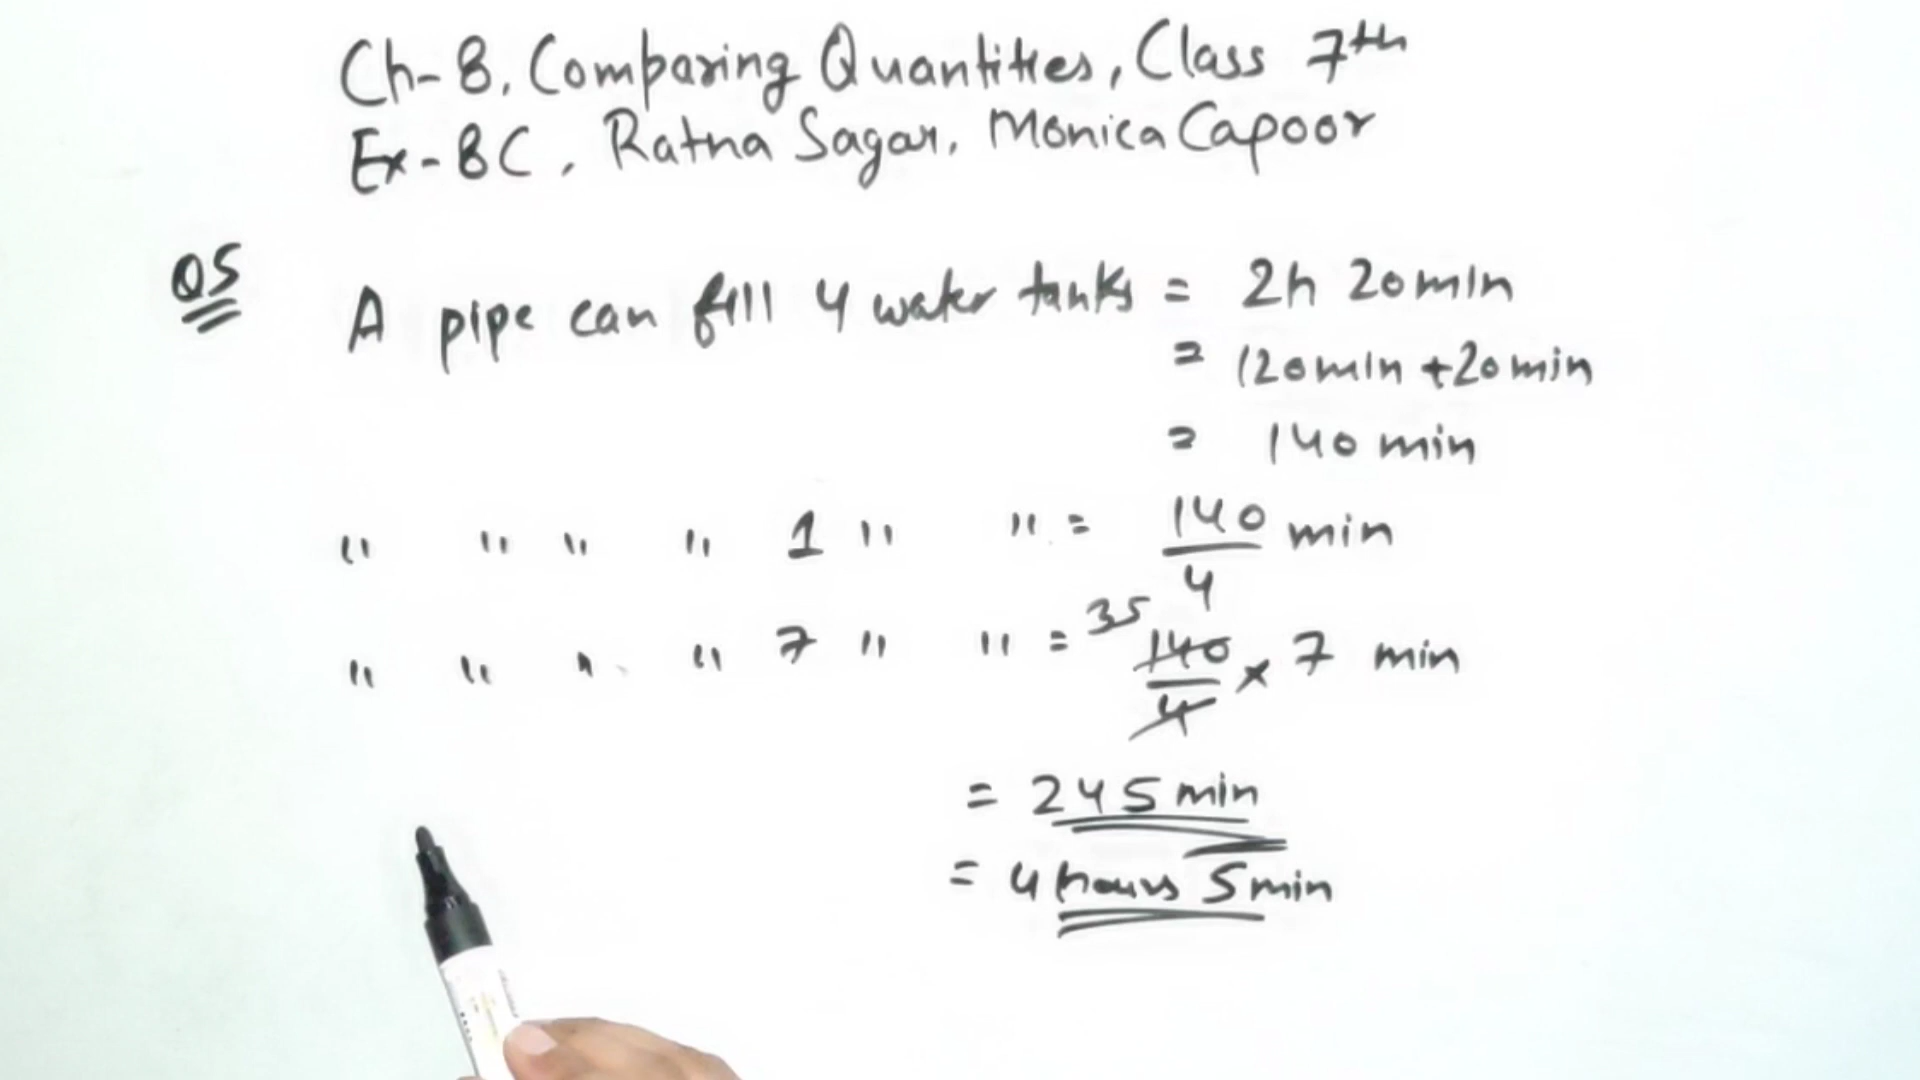 Ch-8, Comparing Quantities, Class 7th
Ex-8C, Ratna Sagar, Monica Capoor
Q5
A pipe can fill 4 water tanks = 2h 20min
= 120min + 20min
= 140 min
" " " " 1 " " = 140/4 min
" " " " 7 " " = 35 140/4 × 7 min
= 245 min
= 4 hours 5 min